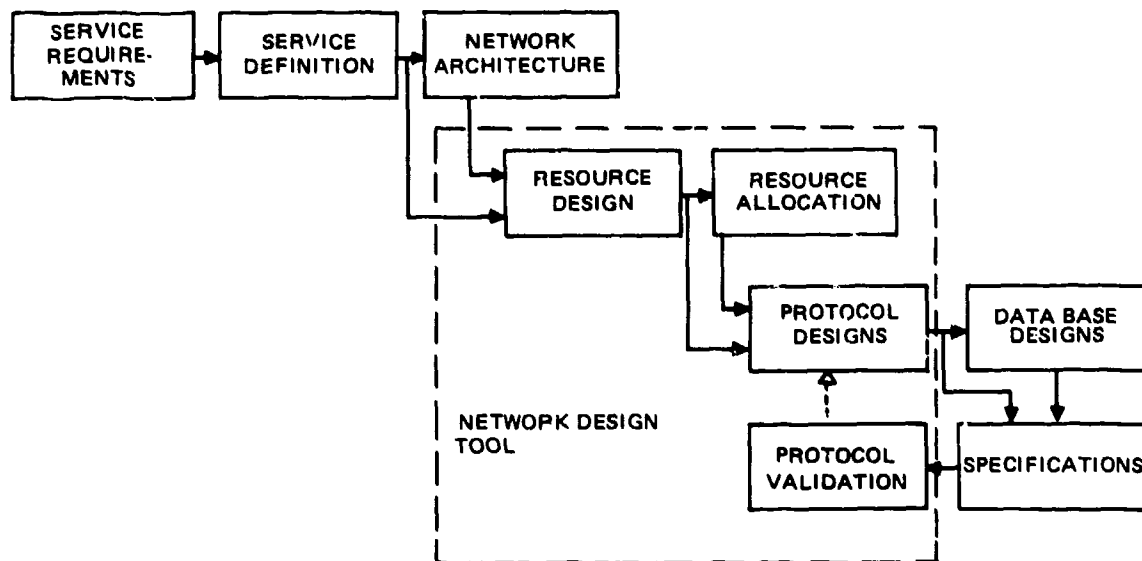 SERVICE
REQUIRE-
MENTS
SERVICE
DEFINITION
NETWORK
ARCHITECTURE
RESOURCE
DESIGN
RESOURCE
ALLOCATION
PROTOCOL
DESIGNS
DATA BASE
DESIGNS
NETWORK DESIGN
TOOL
PROTOCOL
VALIDATION
SPECIFICATIONS